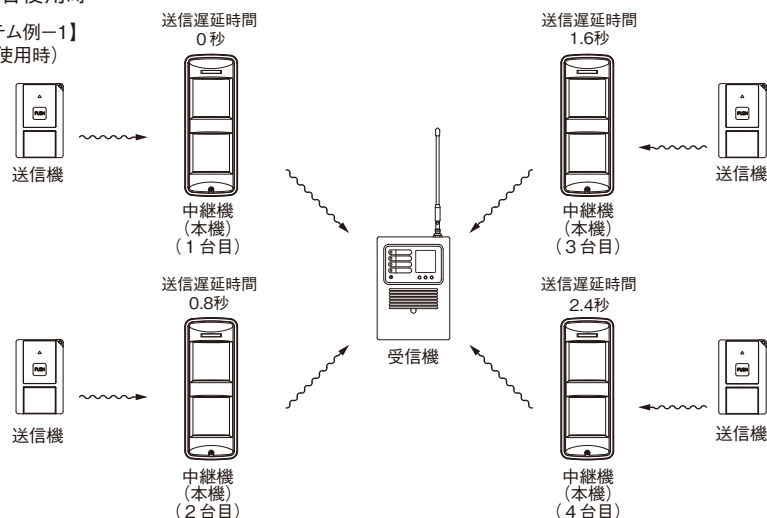 使用時
テム例−1】
使用時）
送信遅延時間
0秒
送信機
中継機
（本機）
（1台目）
送信遅延時間
1.6秒
送信機
中継機
（本機）
（3台目）
受信機
送信遅延時間
0.8秒
送信機
中継機
（本機）
（2台目）
送信遅延時間
2.4秒
送信機
中継機
（本機）
（4台目）
PUSH
PUSH
PUSH
PUSH